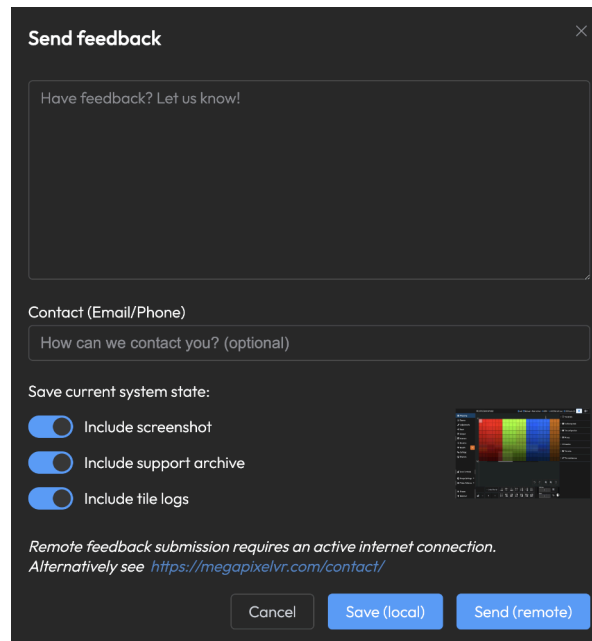 Send feedback
Have feedback? Let us know!
Contact (Email/Phone)
How can we contact you? (optional)
Save current system state:
Include screenshot
Include support archive
Include tile logs
Remote feedback submission requires an active internet connection.
Alternatively see https://megapixelvr.com/contact/
Cancel
Save (local)
Send (remote)